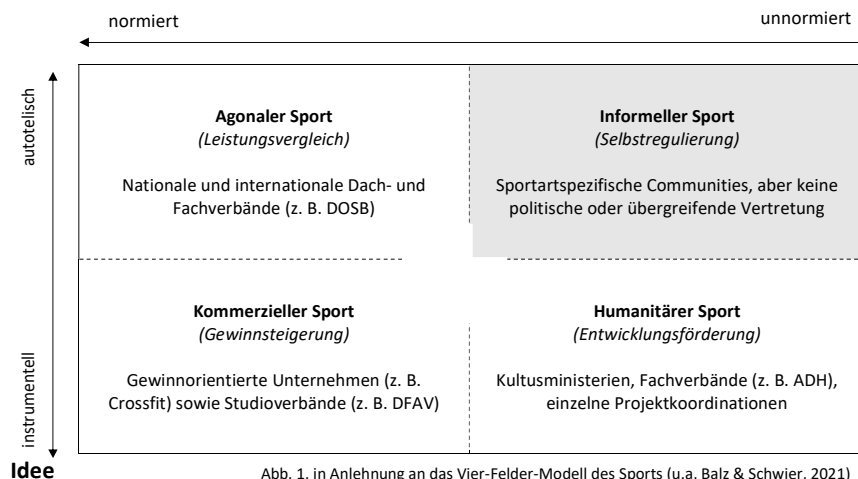 normiert
unnormiert
autotelisch
Agonaler Sport
(Leistungsvergleich)
Nationale und internationale Dach- und
Fachverbände (z. B. DOSB)
Informeller Sport
(Selbstregulierung)
Sportartspezifische Communities, aber keine
politische oder übergreifende Vertretung
instrumentell
Kommerzieller Sport
(Gewinnsteigerung)
Gewinnorientierte Unternehmen (z. B.
Crossfit) sowie Studioverbände (z. B. DFAV)
Humanitärer Sport
(Entwicklungsförderung)
Kultusministerien, Fachverbände (z. B. ADH),
einzelne Projektkoordinationen
Idee
Abb. 1. in Anlehnung an das Vier-Felder-Modell des Sports (u.a. Balz & Schwier, 2021)